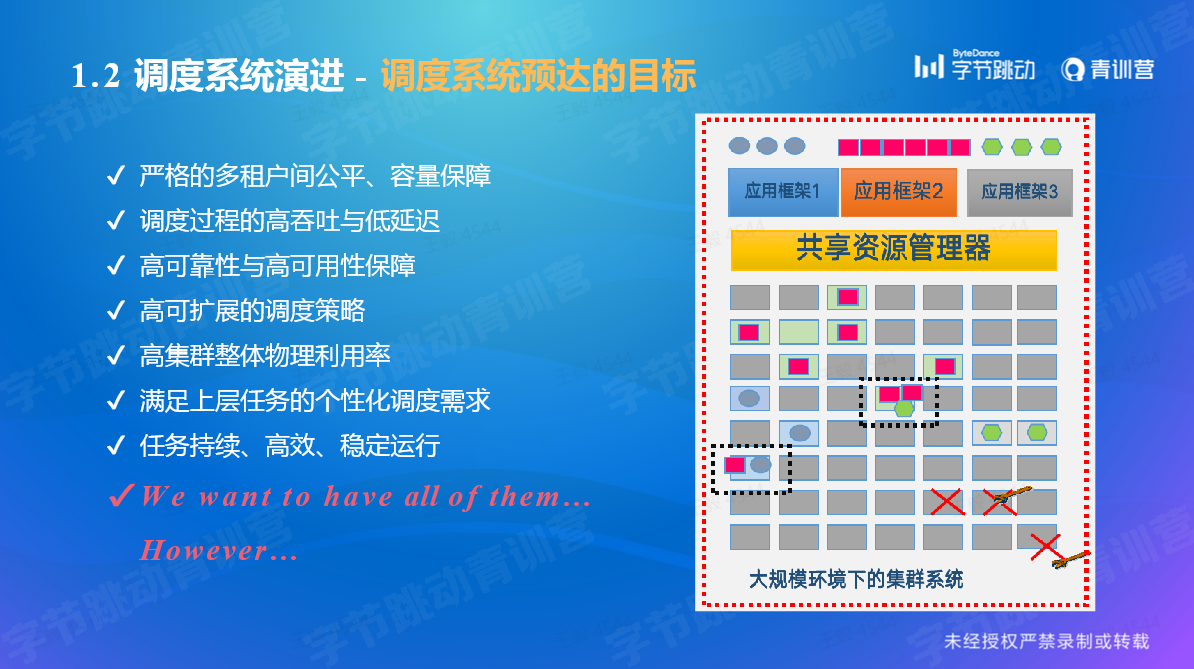 1.2 调度系统演进 - 调度系统预达的目标
ByteDance
字节跳动
青训营
✓ 严格的多租户间公平、容量保障
✓ 调度过程的高吞吐与低延迟
✓ 高可靠性与高可用性保障
✓ 高可扩展的调度策略
✓ 高集群整体物理利用率
✓ 满足上层任务的个性化调度需求
✓ 任务持续、高效、稳定运行
✓ We want to have all of them…
However…
应用框架1
应用框架2
应用框架3
共享资源管理器
大规模环境下的集群系统
未经授权严禁录制或转载
字节跳动青训营